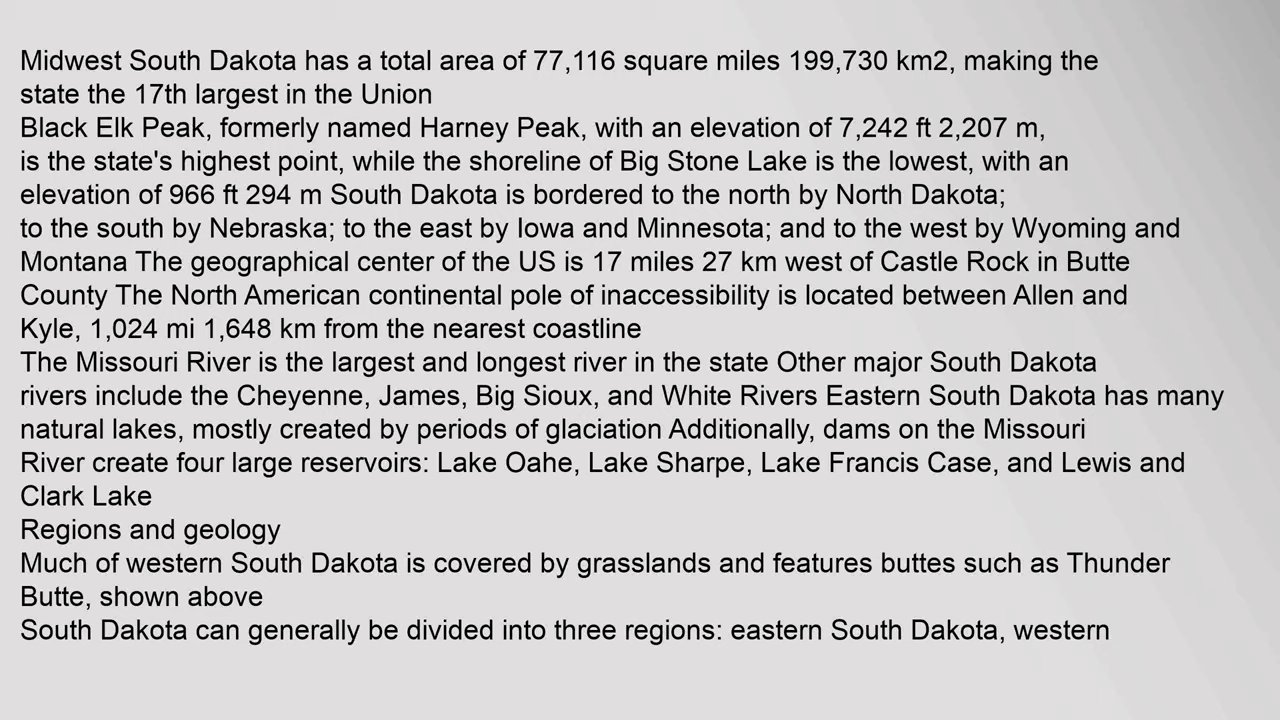 Midwest South Dakota has a total area of 77,116 square miles 199,730 km2, making the
state the 17th largest in the Union
Black Elk Peak, formerly named Harney Peak, with an elevation of 7,242 ft 2,207 m,
is the state's highest point, while the shoreline of Big Stone Lake is the lowest, with an
elevation of 966 ft 294 m South Dakota is bordered to the north by North Dakota;
to the south by Nebraska; to the east by Iowa and Minnesota; and to the west by Wyoming and
Montana The geographical center of the US is 17 miles 27 km west of Castle Rock in Butte
County The North American continental pole of inaccessibility is located between Allen and
Kyle, 1,024 mi 1,648 km from the nearest coastline
The Missouri River is the largest and longest river in the state Other major South Dakota
rivers include the Cheyenne, James, Big Sioux, and White Rivers Eastern South Dakota has many
natural lakes, mostly created by periods of glaciation Additionally, dams on the Missouri
River create four large reservoirs: Lake Oahe, Lake Sharpe, Lake Francis Case, and Lewis and
Clark Lake
Regions and geology
Much of western South Dakota is covered by grasslands and features buttes such as Thunder
Butte, shown above
South Dakota can generally be divided into three regions: eastern South Dakota, western